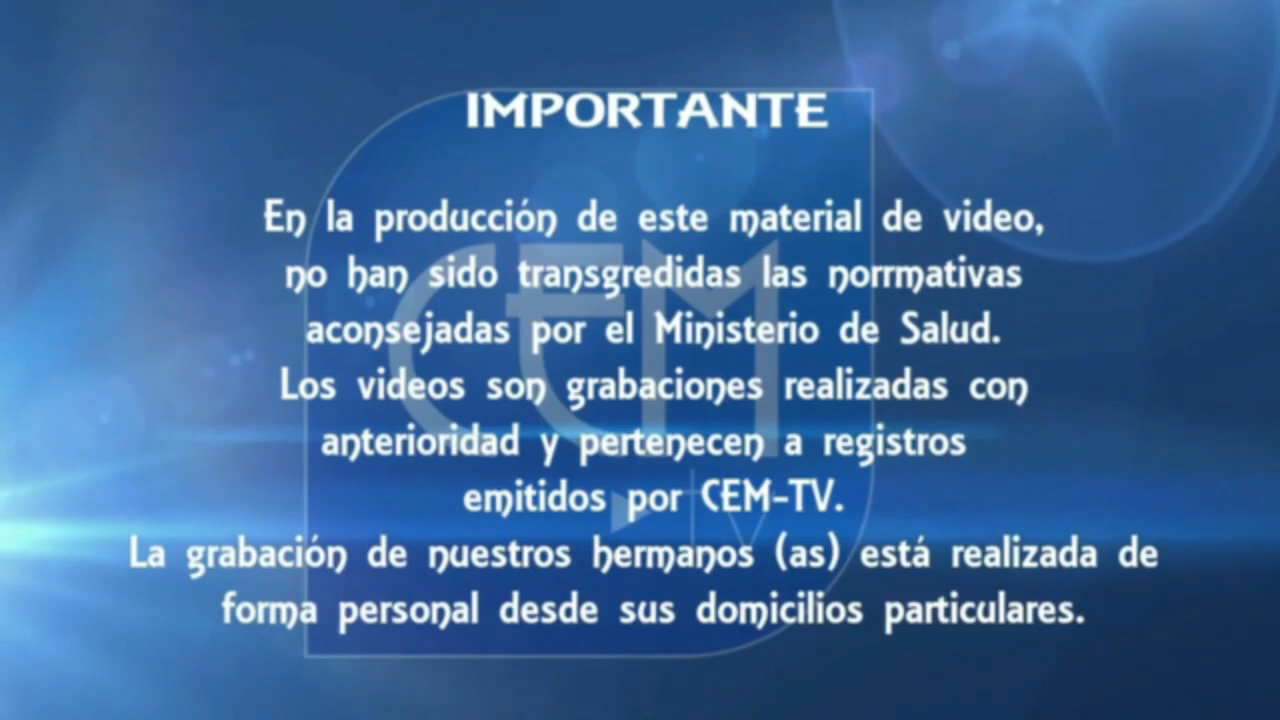 IMPORTANTE
En la producción de este material de video,
no han sido transgredidas las norrmativas
aconsejadas por el Ministerio de Salud.
Los videos son grabaciones realizadas con
anterioridad y pertenecen a registros
emitidos por CEM-TV.
La grabación de nuestros hermanos (as) está realizada de
forma personal desde sus domicilios particulares.
CEM
TV